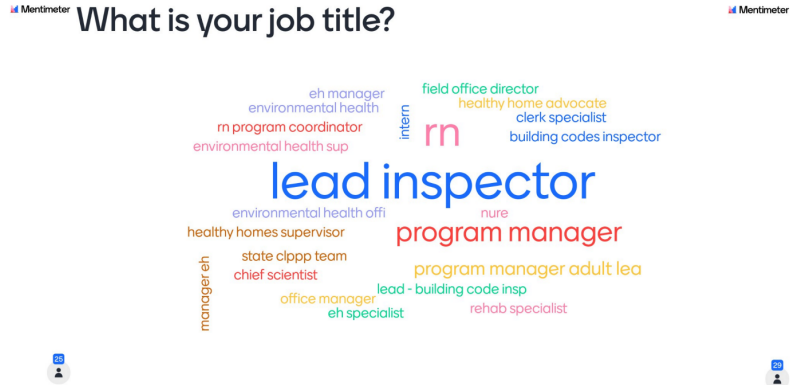 Mentimeter
What is your job title?
Mentimeter
eh manager
field office director
environmental health
healthy home advocate
intern
clerk specialist
rn program coordinator
rn
building codes inspector
environmental health sup
lead inspector
environmental health offi
nure
healthy homes supervisor
program manager
state clppp team
manager eh
chief scientist
program manager adult lea
lead - building code insp
office manager
eh specialist
rehab specialist
25
29